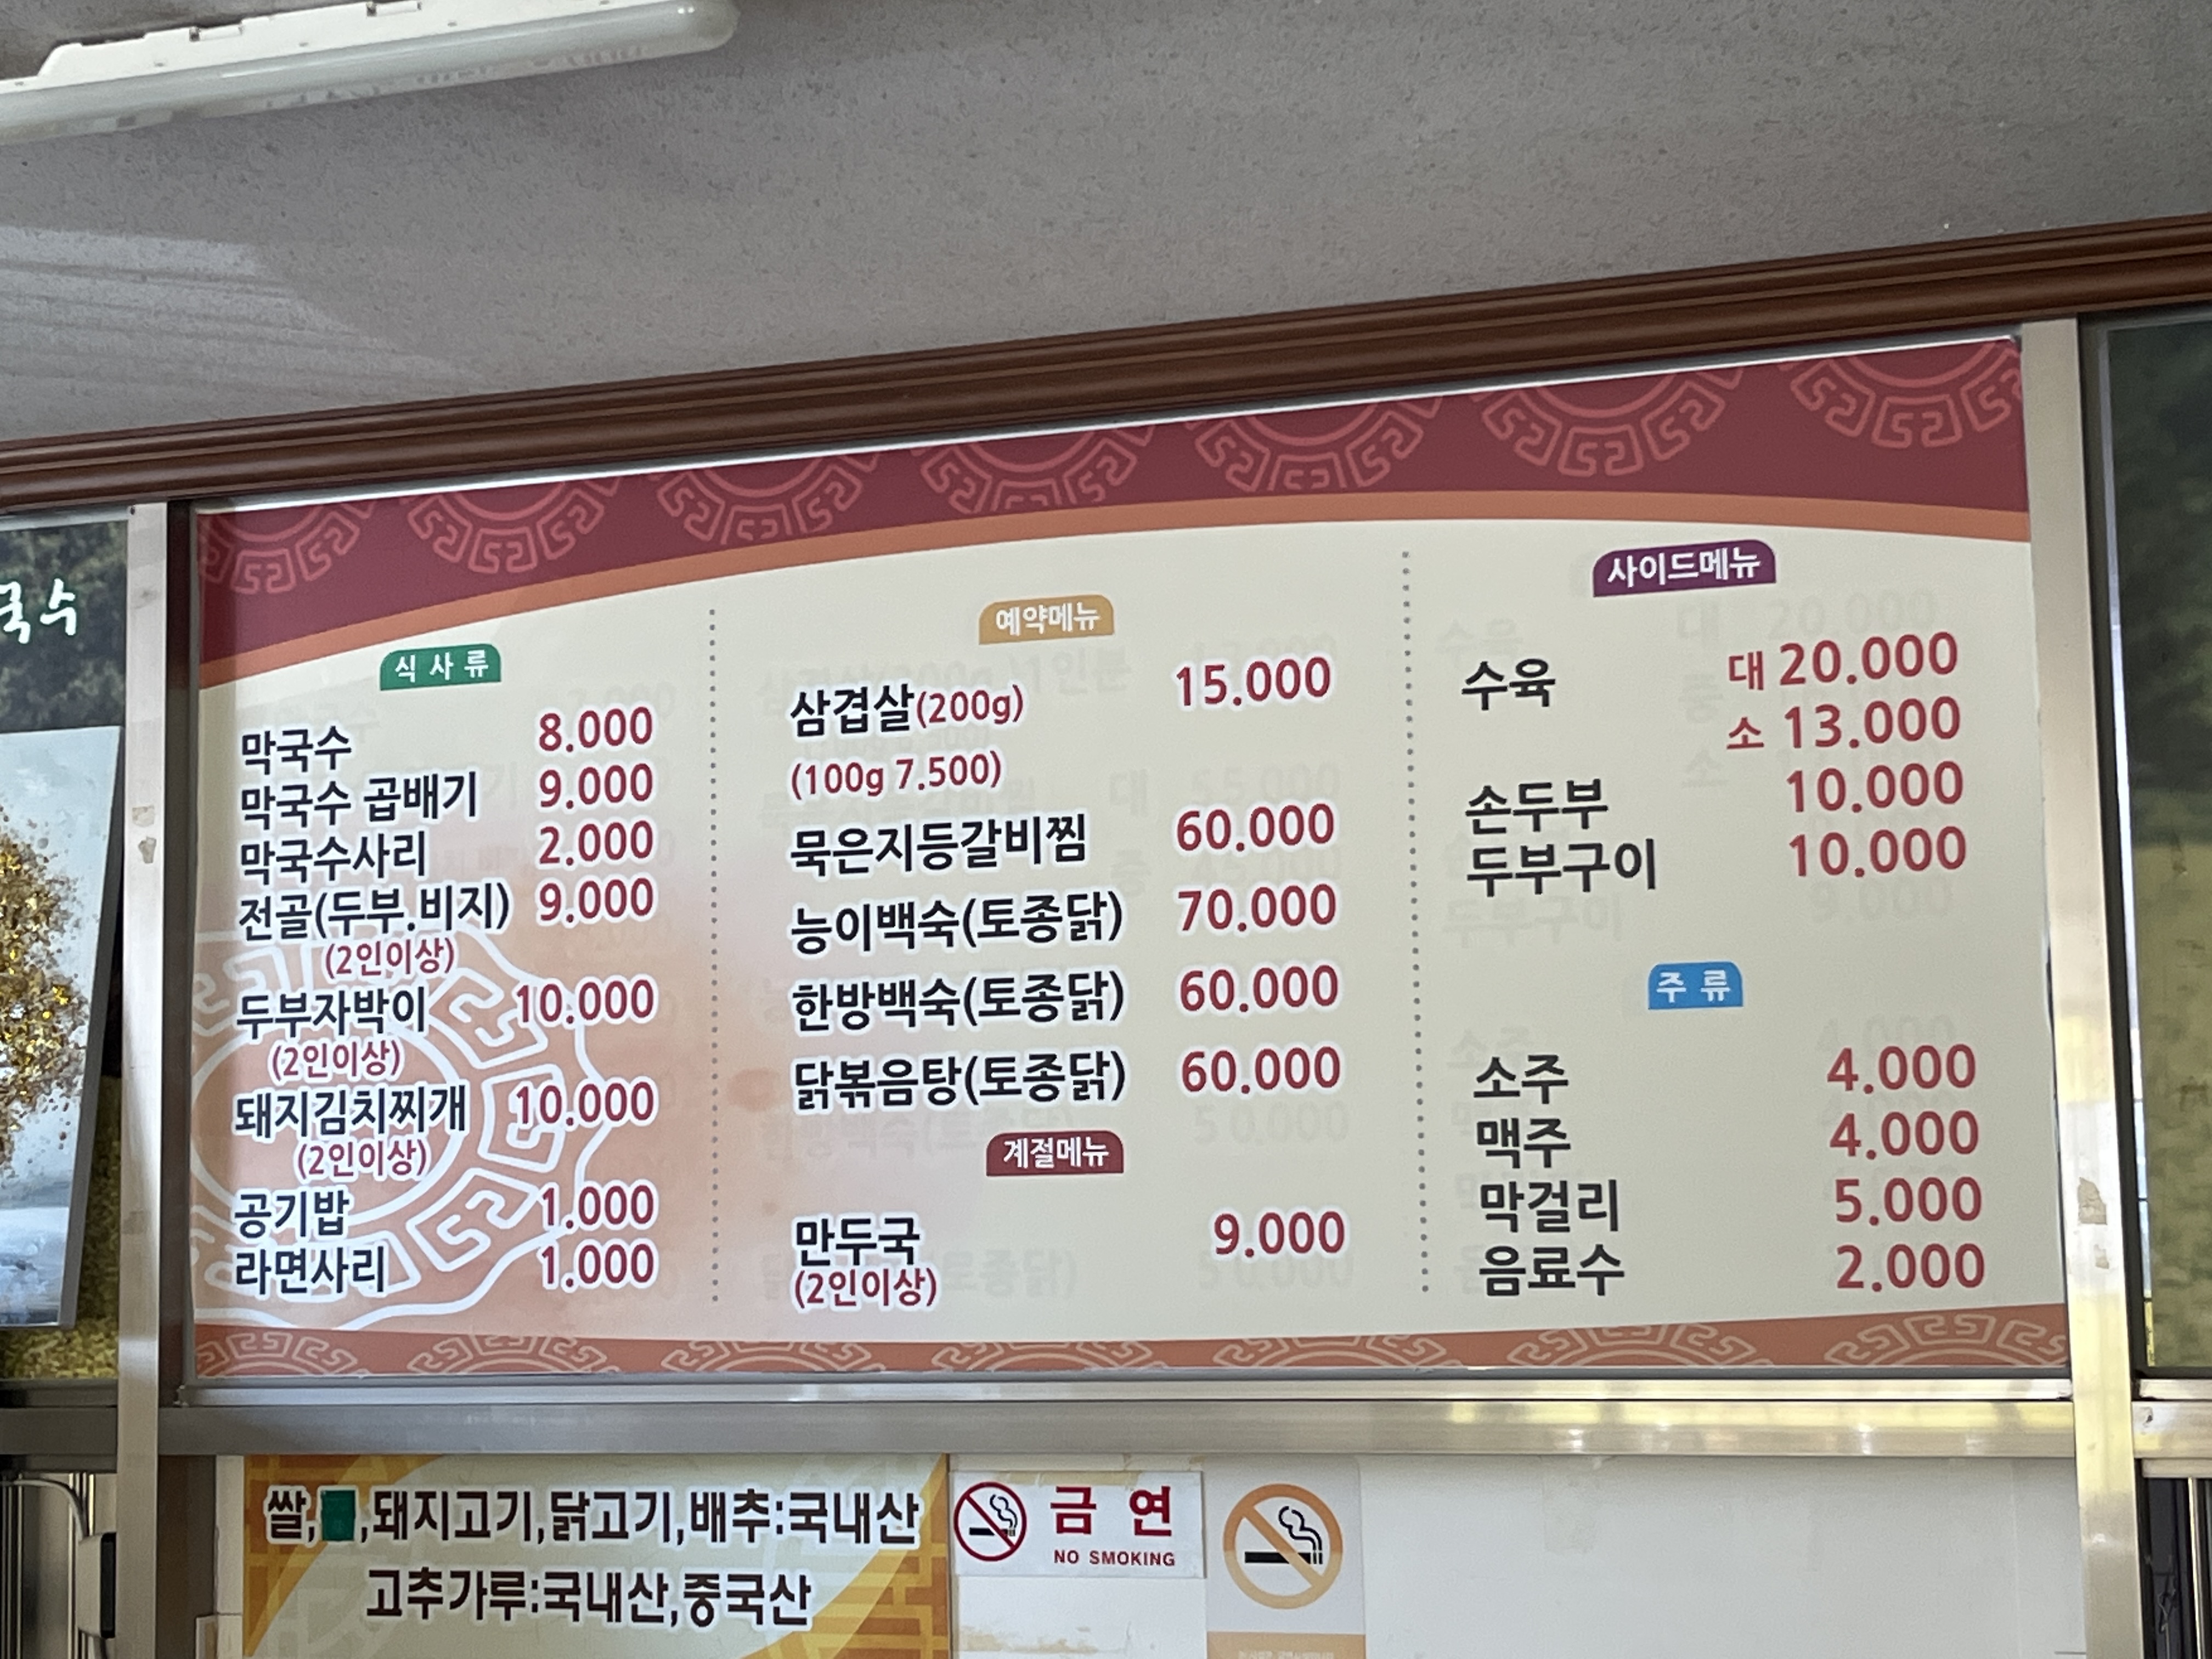 국수
식사류
막국수 8.000
막국수 곱배기 9.000
막국수사리 2.000
전골(두부.비지) 9.000
(2인이상)
두부자박이 10.000
(2인이상)
돼지김치찌개 10.000
(2인이상)
공기밥 1.000
라면사리 1.000
예약메뉴
삼겹살(200g) 15.000
(100g 7.500)
묵은지등갈비찜 60.000
능이백숙(토종닭) 70.000
한방백숙(토종닭) 60.000
닭볶음탕(토종닭) 60.000
계절메뉴
만두국 9.000
(2인이상)
사이드메뉴
수육 대 20.000
소 13.000
손두부 10.000
두부구이 10.000
주류
소주 4.000
맥주 4.000
막걸리 5.000
음료수 2.000
쌀, ,돼지고기,닭고기,배추:국내산
고추가루:국내산,중국산
금연
NO SMOKING